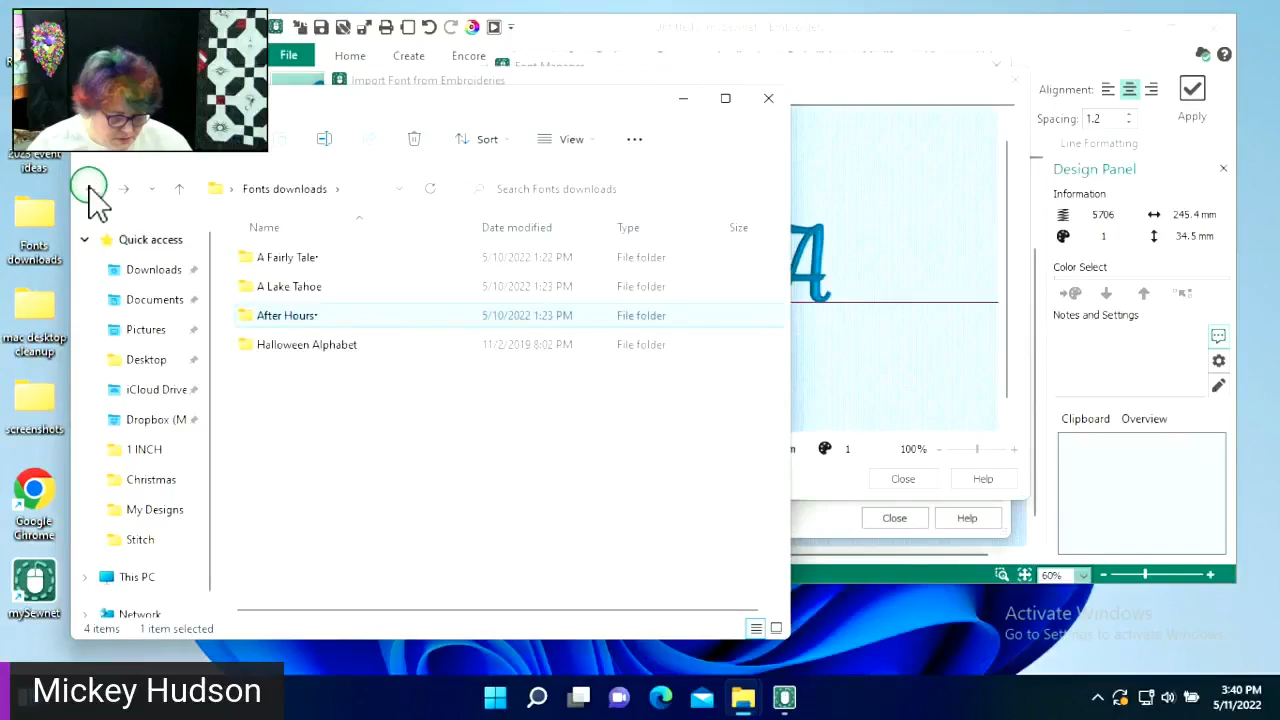 File
Home
Create
Encore
Import Font from Embroideries
Font Manager
Alignment:
Apply
Spacing:
1.2
Line Formatting
Design Panel
Information
5706
245.4 mm
1
34.5 mm
Color Select
Notes and Settings
Clipboard
Overview
60%
Sort
View
Fonts downloads
Search Fonts downloads
Name
Date modified
Type
Size
A Fairly Tale
5/10/2022 1:22 PM
File folder
A Lake Tahoe
5/10/2022 1:23 PM
File folder
After Hours
5/10/2022 1:23 PM
File folder
Halloween Alphabet
11/2/2019 8:02 PM
File folder
Quick access
Downloads
Documents
Pictures
Desktop
iCloud Drive
Dropbox (M
1 INCH
Christmas
My Designs
Stitch
This PC
Network
4 items
1 item selected
A
m
1
100%
Close
Help
Close
Help
2023 event
ideas
Fonts
downloads
mac desktop
cleanup
screenshots
Google
Chrome
mySewnet
Activate Windows
Go to Settings to activate Windows.
Mickey Hudson
3:40 PM
5/11/2022